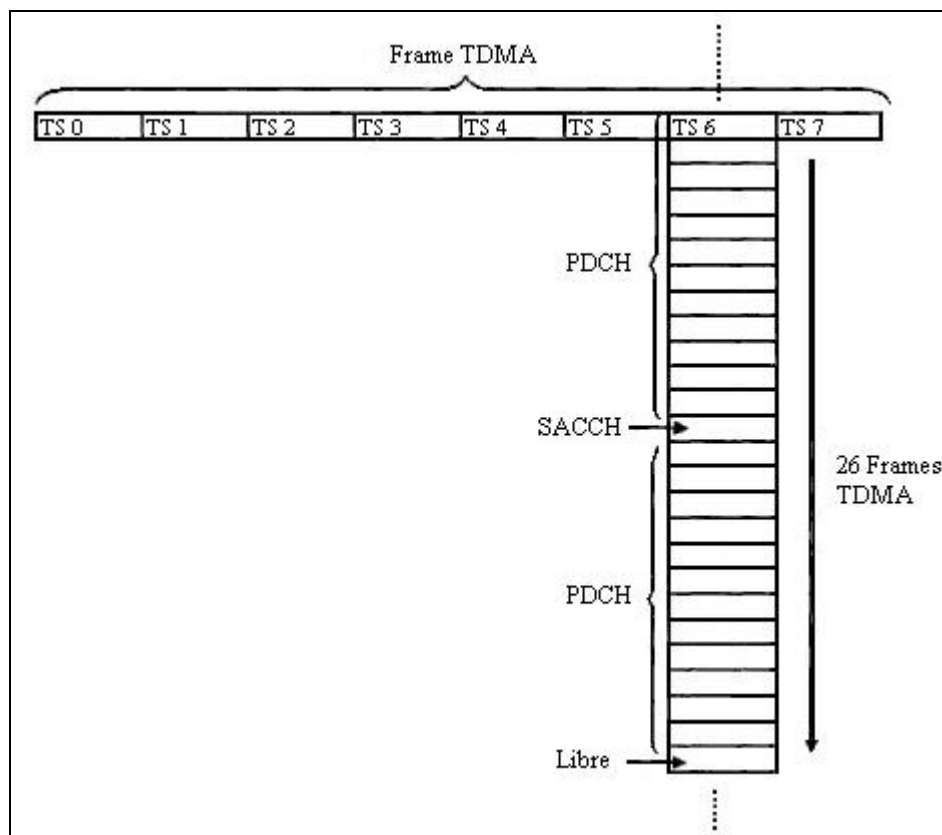 Frame TDMA
TS 0 TS 1 TS 2 TS 3 TS 4 TS 5 TS 6 TS 7
PDCH
SACCH
26 Frames
TDMA
PDCH
Libre